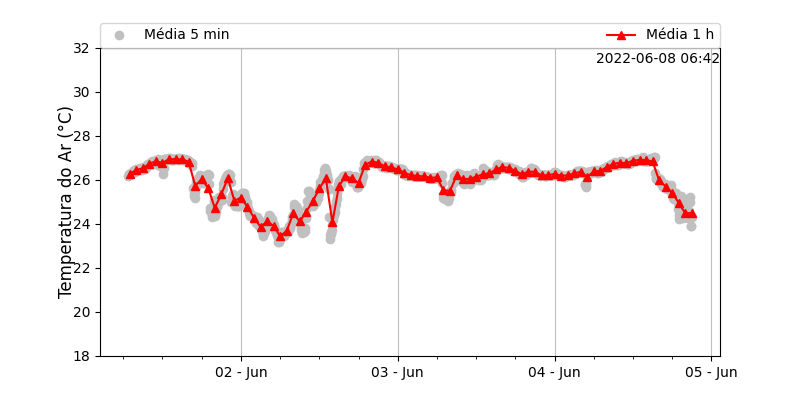 Média 5 min
Média 1 h
2022-06-08 06:42
Temperatura do Ar (°C)
32
30
28
26
24
22
20
18
02 - Jun
03 - Jun
04 - Jun
05 - Jun